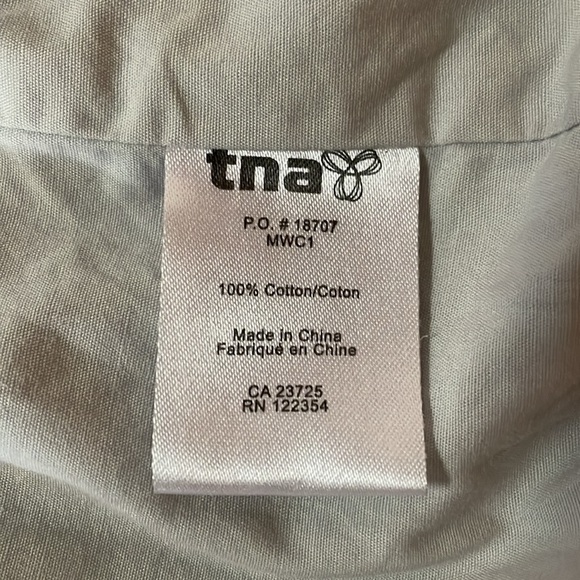 tna
P.O. # 18707
MWC1
100% Cotton/Coton
Made in China
Fabriqué en Chine
CA 23725
RN 122354